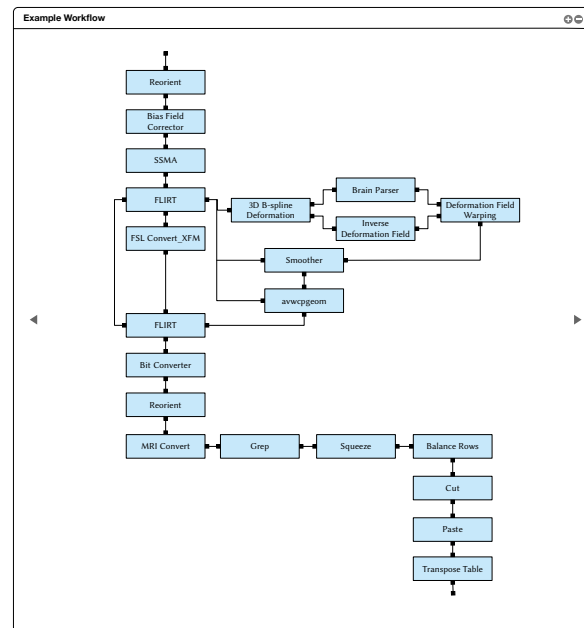 Example Workflow
Reorient
Bias Field
Corrector
SSMA
FLIRT
3D B-spline
Deformation
Brain Parser
Inverse
Deformation Field
Deformation Field
Warping
FSL Convert_XFM
Smoother
avwcpgeom
FLIRT
Bit Converter
Reorient
MRI Convert
Grep
Squeeze
Balance Rows
Cut
Paste
Transpose Table